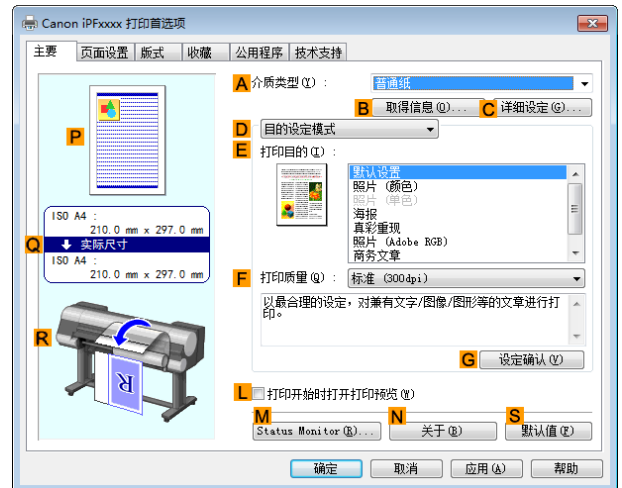 Canon iPFxxxx 打印首选项
主要 页面设置 版式 收藏 公用程序 技术支持
A 介质类型(Y) : 普通纸
B 取得信息(O)... C 详细设定(G)...
D 目的设定模式
E 打印目的(I) :
默认设置
照片 (颜色)
照片 (单色)
海报
真彩重现
照片 (Adobe RGB)
商务文章
P
ISO A4 :
210.0 mm x 297.0 mm
Q 实际尺寸
ISO A4 :
210.0 mm x 297.0 mm
F 打印质量(Q) : 标准 (300dpi)
以最合理的设定，对兼有文字/图像/图形等的文章进行打
印。
R
R
G 设定确认(V)
L 打印开始时打开打印预览(W)
M N S
Status Monitor(R)... 关于(B) 默认值(F)
确定 取消 应用(A) 帮助